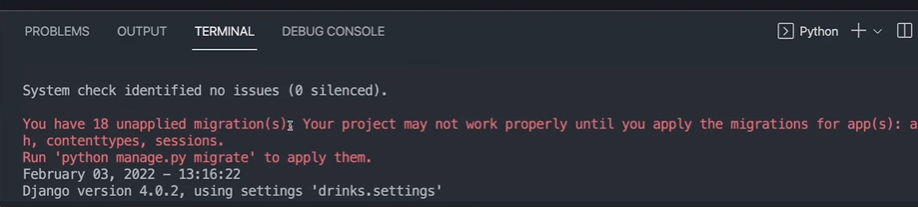 PROBLEMS OUTPUT TERMINAL DEBUG CONSOLE Python
System check identified no issues (0 silenced).
You have 18 unapplied migration(s). Your project may not work properly until you apply the migrations for app(s): a
h, contenttypes, sessions.
Run 'python manage.py migrate' to apply them.
February 03, 2022 - 13:16:22
Django version 4.0.2, using settings 'drinks.settings'